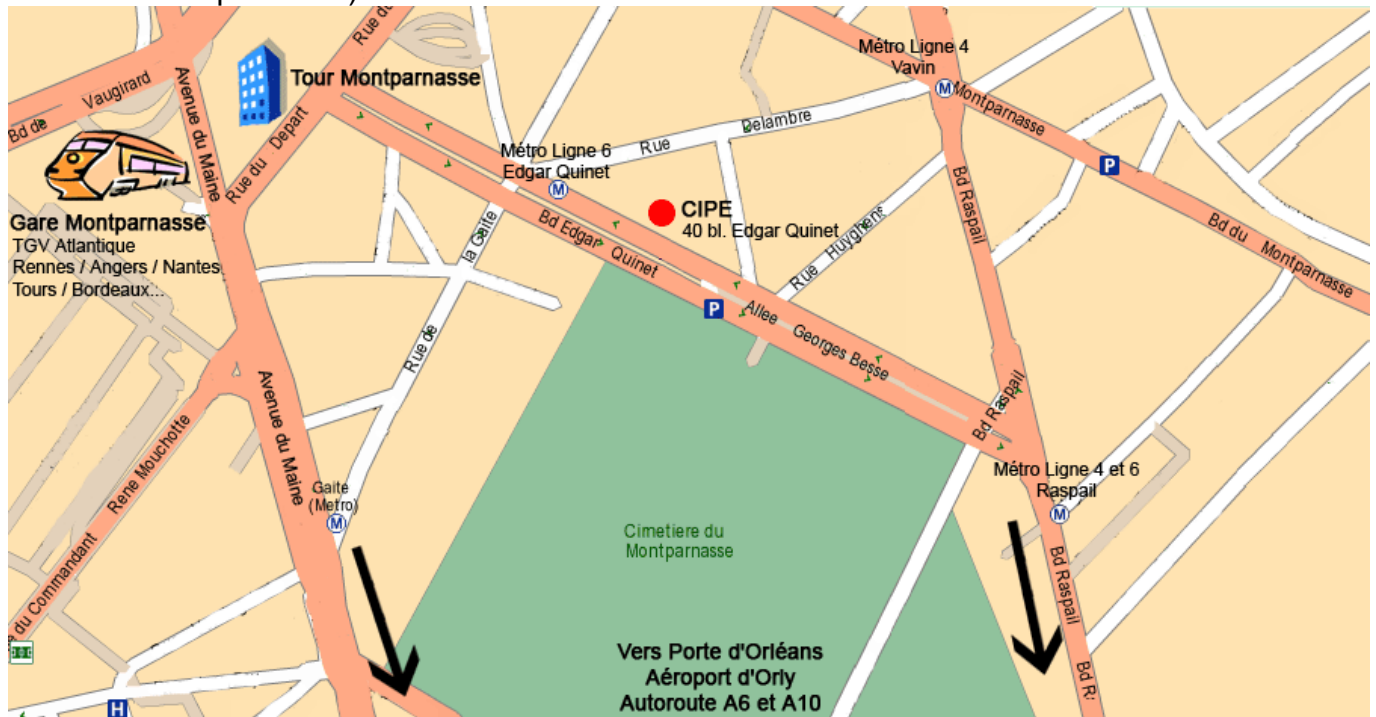 Rue du
Métro Ligne 4
Vavin
M
Montparnasse
Tour Montparnasse
Avenue du Maine
Vaugirard
Bd de
Rue du Depart
Rue Delambre
Métro Ligne 6
Edgar Quinet
M
P
Bd Raspail
Gare Montparnasse
TGV Atlantique
Rennes / Angers / Nantes
Tours / Bordeaux...
CIPE
40 bl. Edgar Quinet
Bd Edgar Quinet
Rue Huyghens
Bd du Montparnasse
Rue de la Gaite
P
Allee Georges Besse
Bd Raspail
Avenue du Maine
Rene Mouchotte
Métro Ligne 4 et 6
Raspail
M
Gaite
(Metro)
M
Cimetiere du
Montparnasse
Bd Raspail
du Commandant
Vers Porte d'Orléans
Aéroport d'Orly
Autoroute A6 et A10
Bd R
H